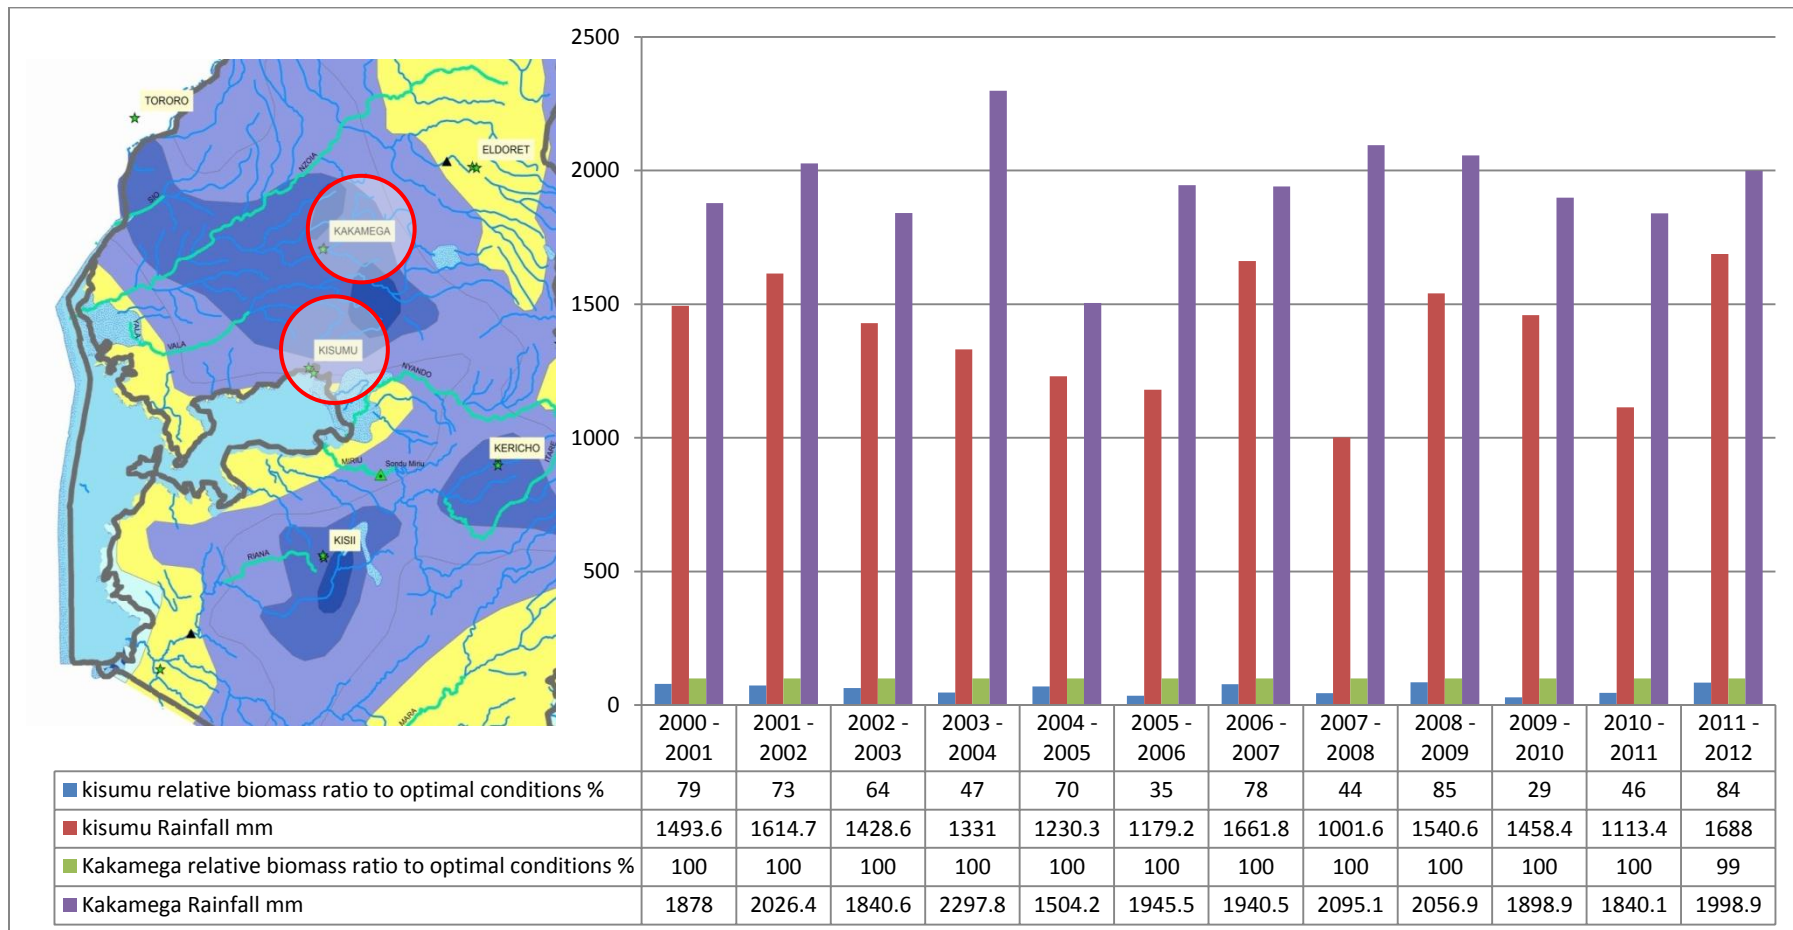 TORORO
ELDORET
NZOIA
SIO
KAKAMEGA
YALA
YALA
KISUMU
NYANDO
KERICHO
ITARE
MIRIU
Sondu Miriu
KISII
RIANA
MARA
2500
2000
1500
1000
500
0
2000 - 2001 - 2002 - 2003 - 2004 - 2005 - 2006 - 2007 - 2008 - 2009 - 2010 - 2011 -
2001 2002 2003 2004 2005 2006 2007 2008 2009 2010 2011 2012
kisumu relative biomass ratio to optimal conditions % 79 73 64 47 70 35 78 44 85 29 46 84
kisumu Rainfall mm 1493.6 1614.7 1428.6 1331 1230.3 1179.2 1661.8 1001.6 1540.6 1458.4 1113.4 1688
Kakamega relative biomass ratio to optimal conditions % 100 100 100 100 100 100 100 100 100 100 100 99
Kakamega Rainfall mm 1878 2026.4 1840.6 2297.8 1504.2 1945.5 1940.5 2095.1 2056.9 1898.9 1840.1 1998.9